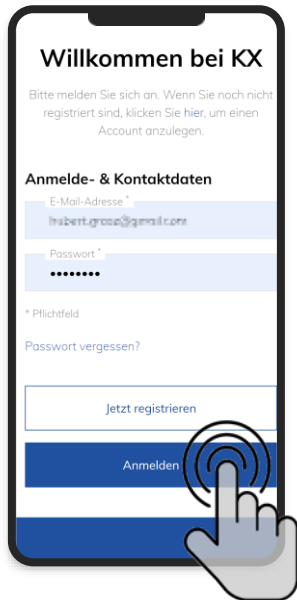 Willkommen bei KX
Bitte melden Sie sich an. Wenn Sie noch nicht
registriert sind, klicken Sie hier, um einen
Account anzulegen.
Anmelde- & Kontaktdaten
E-Mail-Adresse *
Passwort *
••••••••
* Pflichtfeld
Passwort vergessen?
Jetzt registrieren
Anmelden